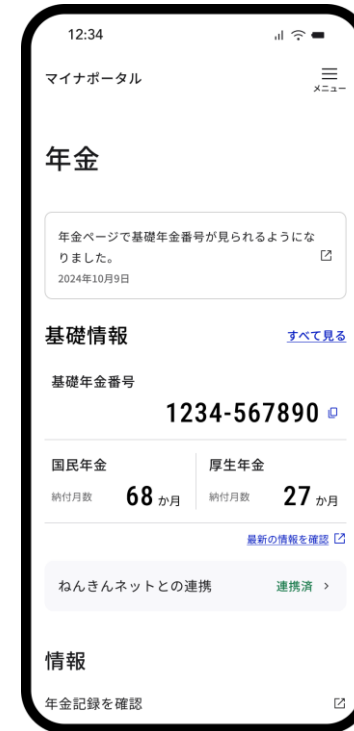 12:34
マイナポータル
メニュー
年金
年金ページで基礎年金番号が見られるようにな
りました。
2024年10月9日
基礎情報
すべて見る
基礎年金番号
1234-567890
国民年金
厚生年金
納付月数 68 か月
納付月数 27 か月
最新の情報を確認
ねんきんネットとの連携
連携済
情報
年金記録を確認